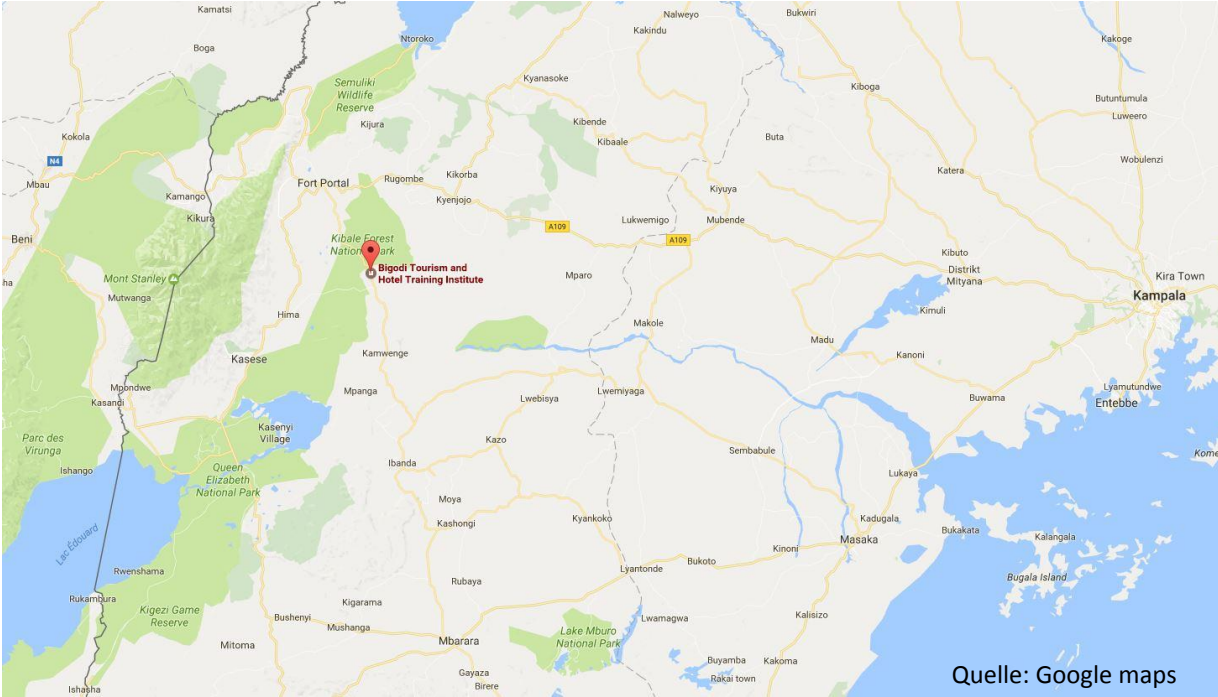 Kamatsi
Nalweyo
Bukwiri
Kakindu
Kakoge
Ntoroko
Boga
Kyanasoke
Semuliki
Wildlife
Reserve
Kiboga
Butuntumula
Luweero
Kijura
Kibende
Kokola
Kibaale
Buta
N4
Wobulenzi
Katera
Mbau
Fort Portal
Rugombe
Kikorba
Kiyuya
Kamango
Kyenjojo
Kikura
Lukwemigo
Mubende
A109
Beni
Kibale Forest
National Park
A109
Kibuto
Bigodi Tourism and
Hotel Training Institute
Mparo
Distrikt
Mityana
Kira Town
Mont Stanley
ha
Mutwanga
Kampala
Hima
Kimuli
Makole
Madu
Kasese
Kamwenge
Kanoni
Mpondwe
Mpanga
Lwemiyaga
Lyamutundwe
Kasandi
Lwebisya
Buwama
Entebbe
Kasenyi
Village
Parc des
Virunga
Kazo
Sembabule
Kome
Ishango
Queen
Elizabeth
National Park
Ibanda
Lukaya
Moya
Kashongi
Kyankoko
Kadugala
Lac Édouard
Bukakata
Kalangala
Masaka
Kinoni
Bukoto
Lyantonde
Rwenshama
Bugala Island
Rubaya
Rukambura
Kigezi Game
Reserve
Kigarama
Bushenyi
Mushanga
Lwamagwa
Kalisizo
Lake Mburo
National Park
Mitoma
Mbarara
Buyamba
Kakoma
Gayaza
Rakai town
Birere
Ishasha
Quelle: Google maps